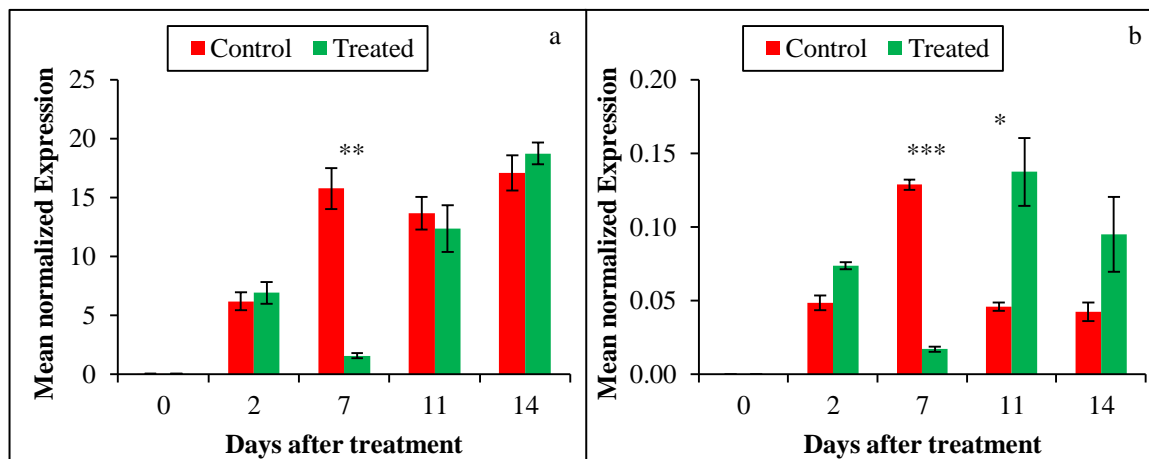 Control Treated a
Mean normalized Expression
25
20
15
10
5
0
**
0 2 7 11 14
Days after treatment
Control Treated b
Mean normalized Expression
0.20
0.15
0.10
0.05
0.00
***
*
0 2 7 11 14
Days after treatment